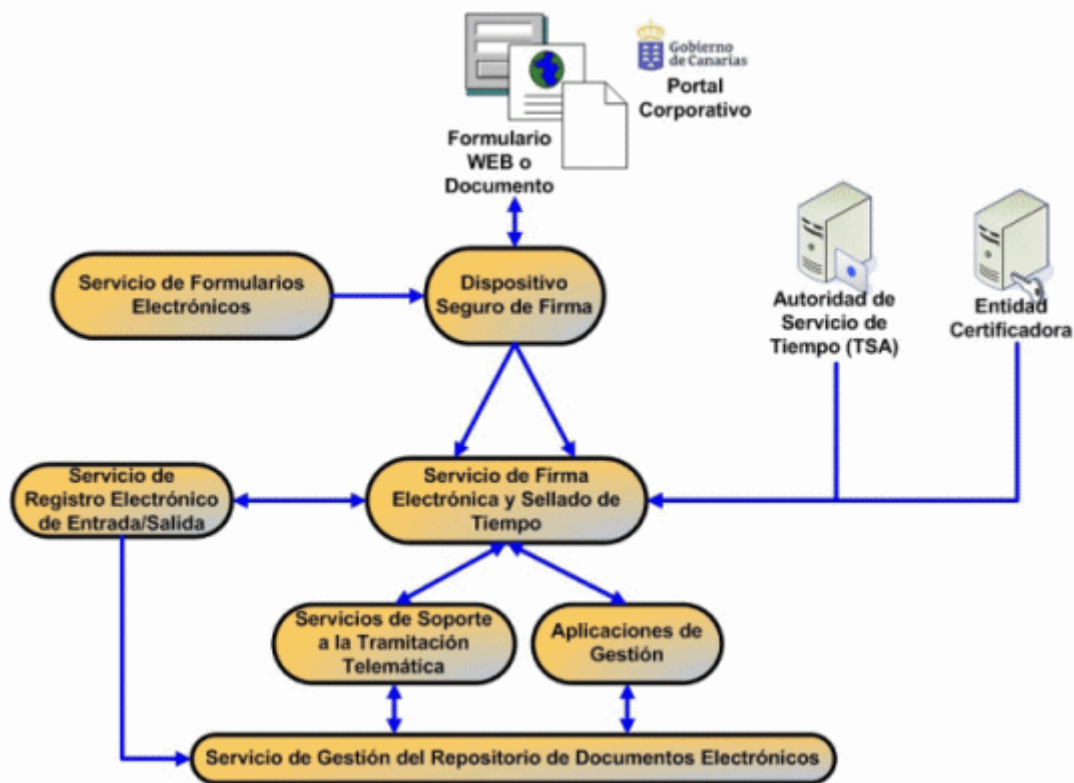 Gobierno
de Canarias
Portal
Corporativo
Formulario
WEB o
Documento
Servicio de Formularios
Electrónicos
Dispositivo
Seguro de Firma
Autoridad de
Servicio de
Tiempo (TSA)
Entidad
Certificadora
Servicio de
Registro Electrónico
de Entrada/Salida
Servicio de Firma
Electrónica y Sellado de
Tiempo
Servicios de Soporte
a la Tramitación
Telemática
Aplicaciones de
Gestión
Servicio de Gestión del Repositorio de Documentos Electrónicos